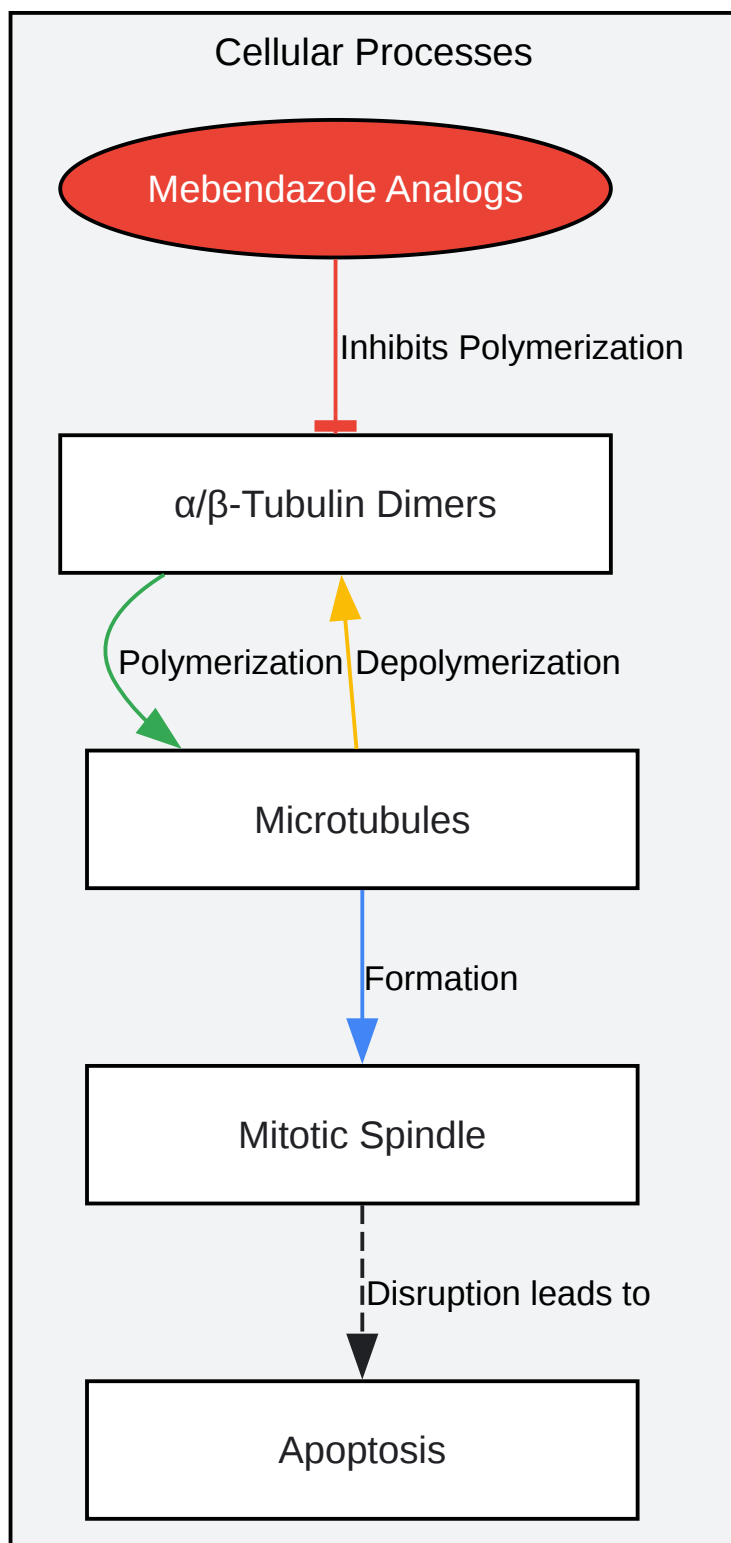 Cellular Processes
Mebendazole Analogs
Inhibits Polymerization
α/β-Tubulin Dimers
Polymerization
Depolymerization
Microtubules
Formation
Mitotic Spindle
Disruption leads to
Apoptosis